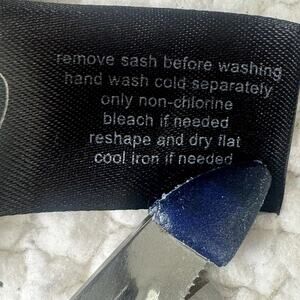 remove sash before washing
hand wash cold separately
only non-chlorine
bleach if needed
reshape and dry flat
cool iron if needed